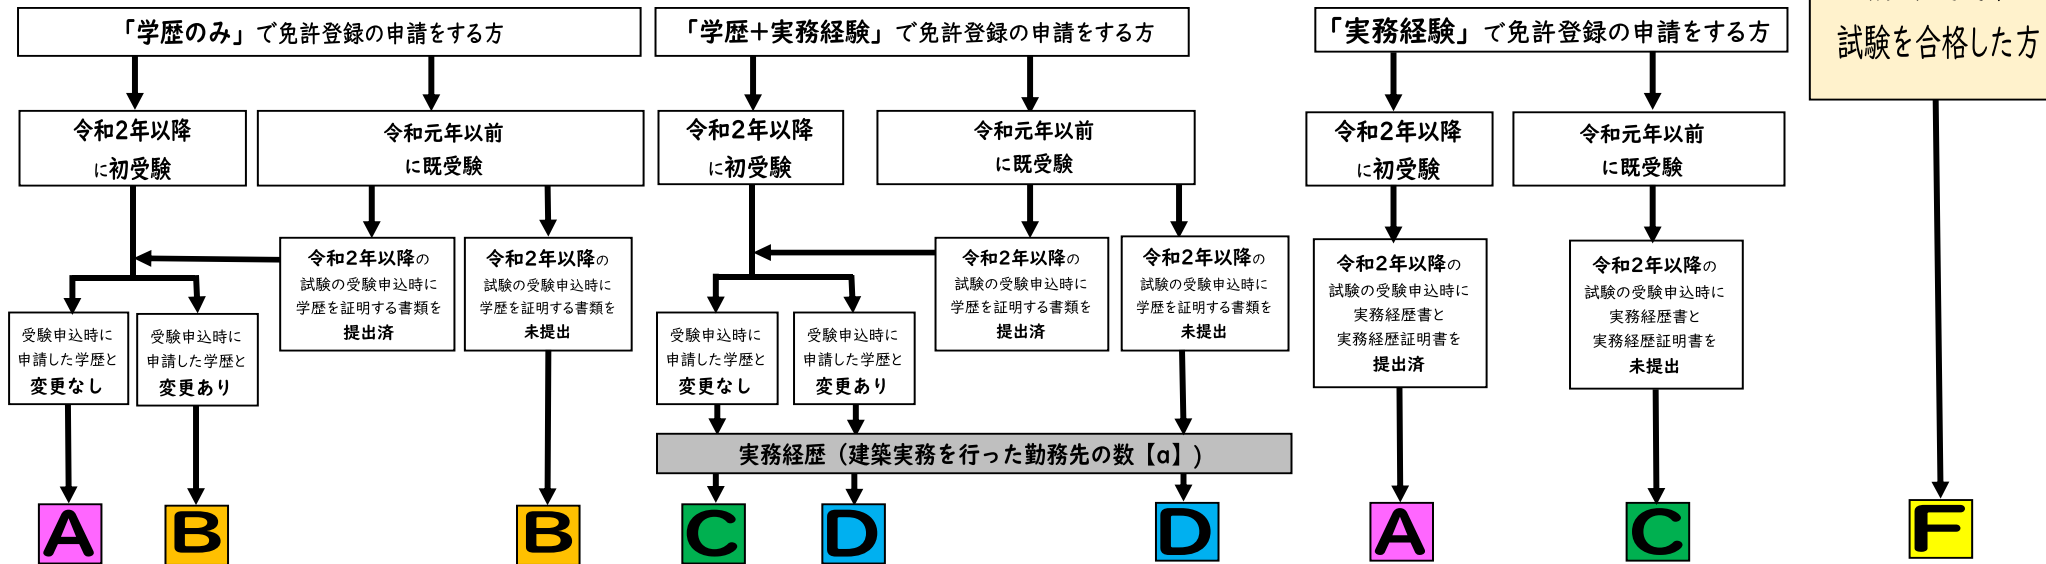 「学歴のみ」で免許登録の申請をする方
令和2年以降
に初受験
令和元年以前
に既受験
令和2年以降の
試験の受験申込時に
学歴を証明する書類を
提出済
令和2年以降の
試験の受験申込時に
学歴を証明する書類を
未提出
受験申込時に
申請した学歴と
変更なし
受験申込時に
申請した学歴と
変更あり
A
B
B
「学歴+実務経験」で免許登録の申請をする方
令和2年以降
に初受験
令和元年以前
に既受験
令和2年以降の
試験の受験申込時に
学歴を証明する書類を
提出済
令和2年以降の
試験の受験申込時に
学歴を証明する書類を
未提出
受験申込時に
申請した学歴と
変更なし
受験申込時に
申請した学歴と
変更あり
実務経歴（建築実務を行った勤務先の数【α】）
C
D
D
「実務経験」で免許登録の申請をする方
令和2年以降
に初受験
令和元年以前
に既受験
令和2年以降の
試験の受験申込時に
実務経歴書と
実務経歴証明書を
提出済
令和2年以降の
試験の受験申込時に
実務経歴書と
実務経歴証明書を
未提出
A
C
試験を合格した方
F